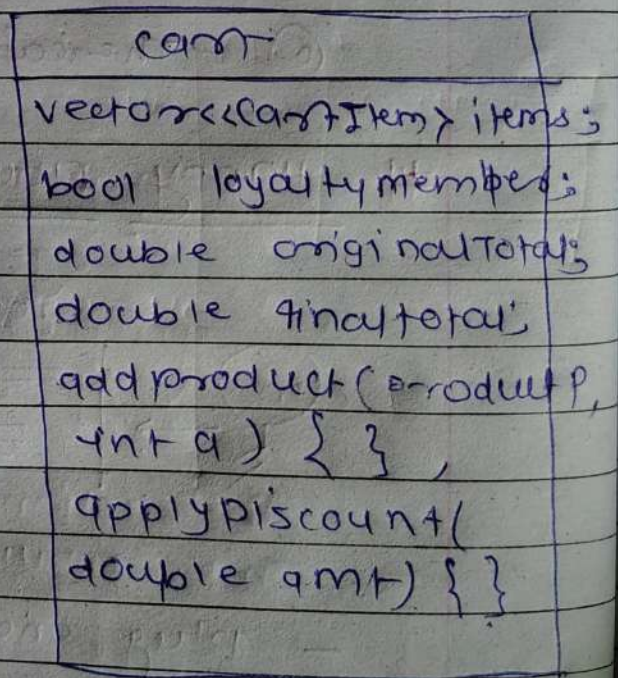 cart
vector<<CartItem> items;
bool loyaltymember;
double originalTotal;
double finaltotal;
addproduct(Product p,
int q) { },
applyDiscount(
double amt) { }